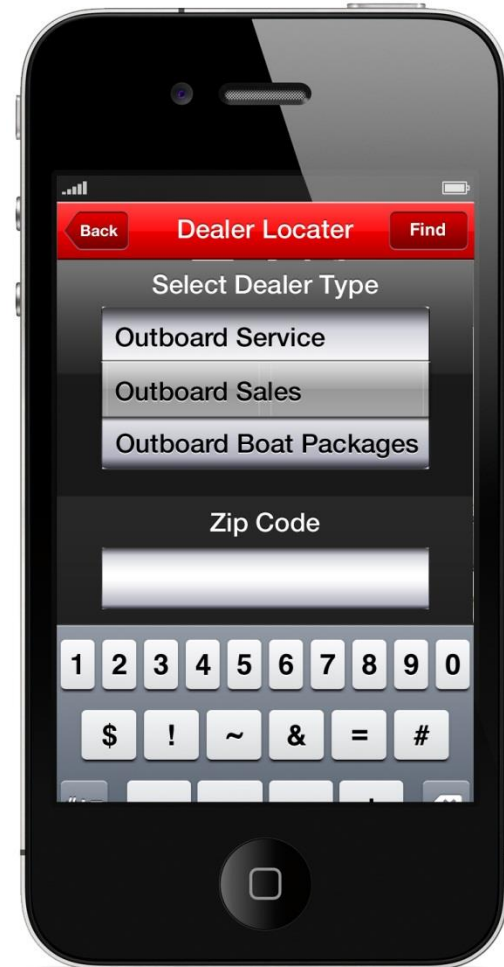 Back Dealer Locater Find
Select Dealer Type
Outboard Service
Outboard Sales
Outboard Boat Packages
Zip Code
1 2 3 4 5 6 7 8 9 0
$ ! ~ & = #